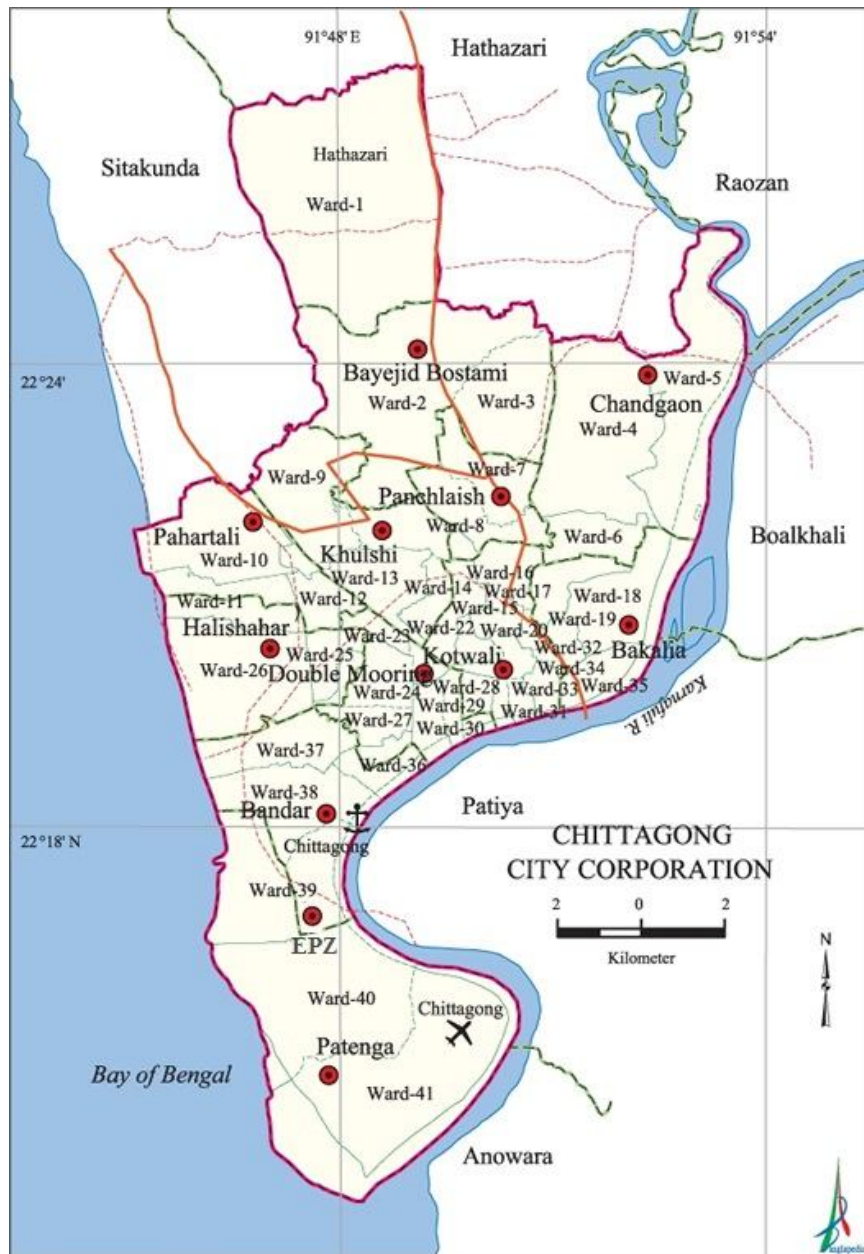 91°48' E
91°54'
Hathazari
Sitakunda
Hathazari
Raozan
Ward-1
22°24'
Bayejid Bostami
Ward-2
Ward-3
Ward-5
Chandgaon
Ward-4
Ward-9
Ward-7
Panchlaish
Ward-8
Pahartali
Khulshi
Ward-6
Boalkhali
Ward-10
Ward-13
Ward-16
Ward-14
Ward-17
Ward-18
Ward-11
Ward-12
Ward-15
Ward-19
Halishahar
Ward-23
Ward-22
Ward-20
Ward-32
Bakalia
Ward-25
Kotwali
Ward-26
Double Mooring
Ward-34
Ward-24
Ward-28
Ward-33
Ward-35
Ward-29
Ward-31
Karnafuli R.
Ward-27
Ward-30
Ward-37
Ward-36
Ward-38
Bandar
Patiya
22°18' N
Chittagong
CHITTAGONG
CITY CORPORATION
Ward-39
2 0 2
Kilometer
EPZ
N
Ward-40
Chittagong
Patenga
Bay of Bengal
Ward-41
Anowara
anglapedia